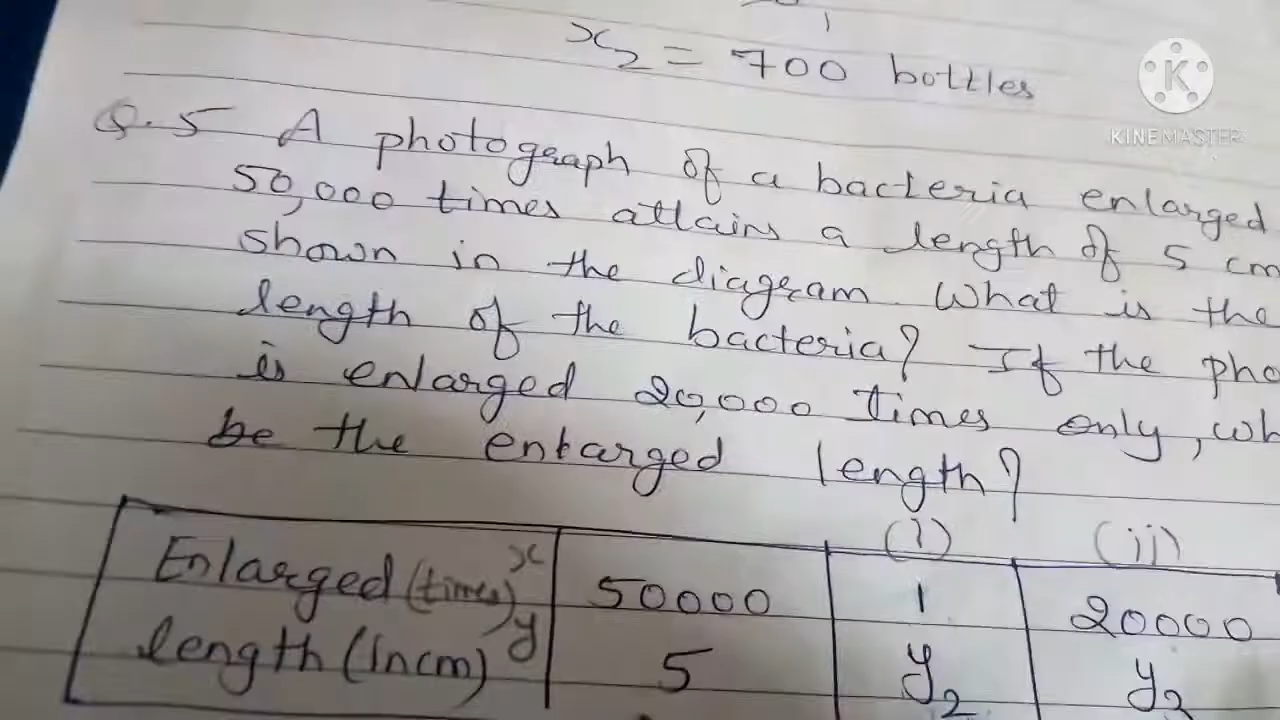 1
x2 = 700 bottles
K
KINEMASTER
Q. 5 A photograph of a bacteria enlarged
50,000 times attains a length of 5 cm
shown in the diagram. What is the
length of the bacteria? If the pho
is enlarged 20,000 times only, wh
be the enlarged length?
(i) (ii)
Enlarged (times) x 50000 1 20000
length (Incm) y 5 y2 y3